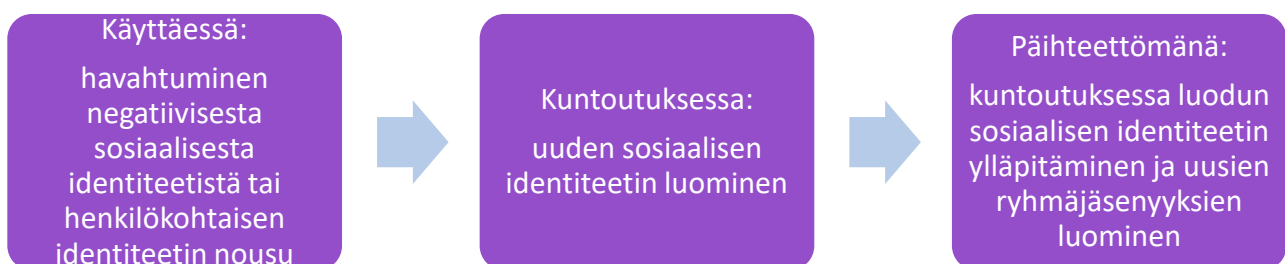 Käyttäessä:
havahtuminen
negatiivisesta
sosiaalisesta
identiteetistä tai
henkilökohtaisen
identiteetin nousu
Kuntoutuksessa:
uuden sosiaalisen
identiteetin luominen
Päihteettömänä:
kuntoutuksessa luodun
sosiaalisen identiteetin
ylläpitäminen ja uusien
ryhmäjäsenyyksien
luominen